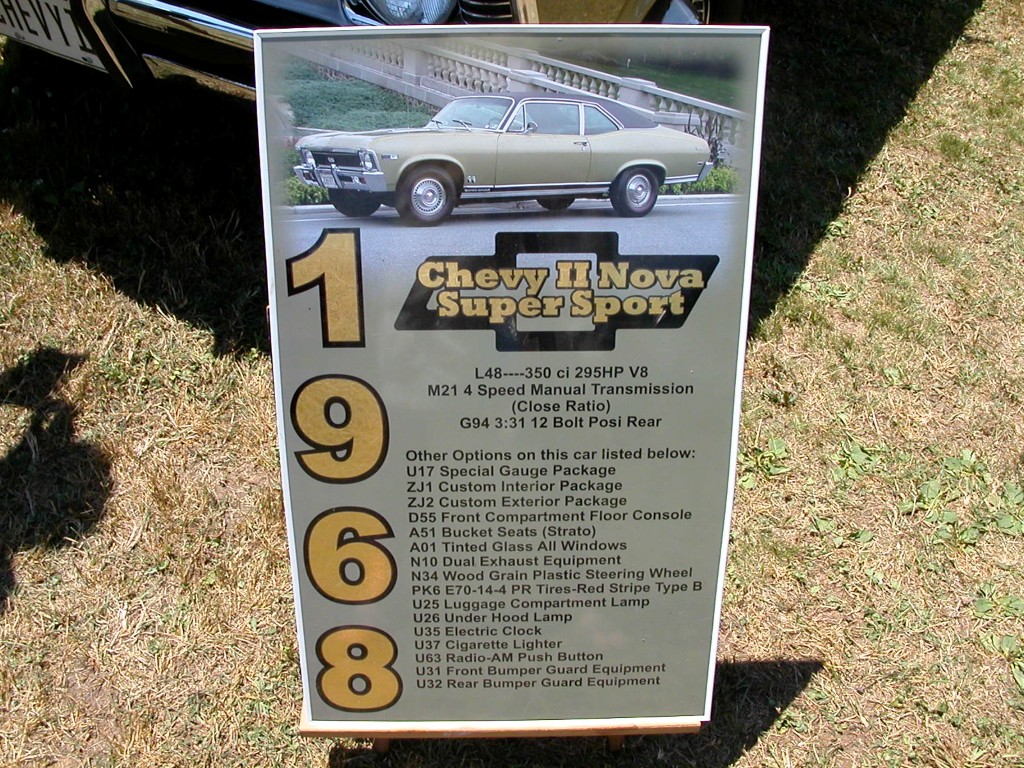 CHEVY
1968
Chevy II Nova
Super Sport
L48----350 ci 295HP V8
M21 4 Speed Manual Transmission
(Close Ratio)
G94 3:31 12 Bolt Posi Rear
Other Options on this car listed below:
U17 Special Gauge Package
ZJ1 Custom Interior Package
ZJ2 Custom Exterior Package
D55 Front Compartment Floor Console
A51 Bucket Seats (Strato)
A01 Tinted Glass All Windows
N10 Dual Exhaust Equipment
N34 Wood Grain Plastic Steering Wheel
PK6 E70-14-4 PR Tires-Red Stripe Type B
U25 Luggage Compartment Lamp
U26 Under Hood Lamp
U35 Electric Clock
U37 Cigarette Lighter
U63 Radio-AM Push Button
U31 Front Bumper Guard Equipment
U32 Rear Bumper Guard Equipment